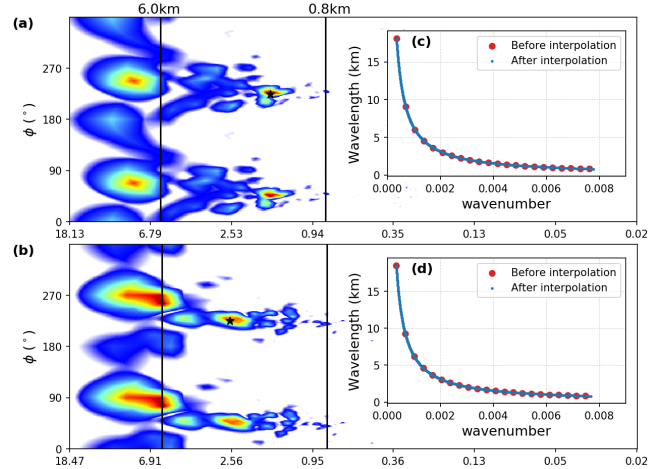 6.0km 0.8km
(a)
270
180
90
0
ϕ (°)
18.13 6.79 2.53 0.94 0.35 0.13 0.05 0.02
(c)
Before interpolation
After interpolation
Wavelength (km)
15
10
5
0
0.000 0.002 0.004 0.006 0.008
wavenumber
(b)
270
180
90
0
ϕ (°)
18.47 6.91 2.56 0.95 0.36 0.13 0.05 0.02
(d)
Before interpolation
After interpolation
Wavelength (km)
15
10
5
0
0.000 0.002 0.004 0.006 0.008
wavenumber